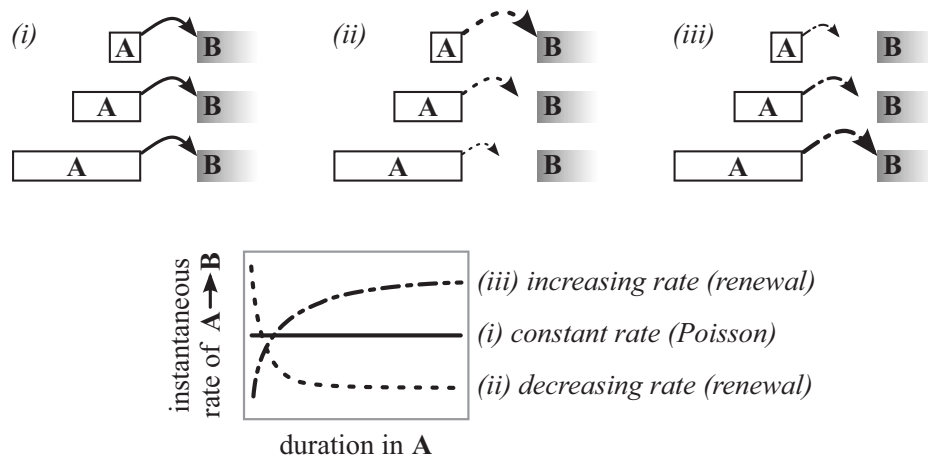 (i) A B (ii) A B (iii) A B
A B A B A B
A B A B A B
instantaneous
rate of A→B
(iii) increasing rate (renewal)
(i) constant rate (Poisson)
(ii) decreasing rate (renewal)
duration in A